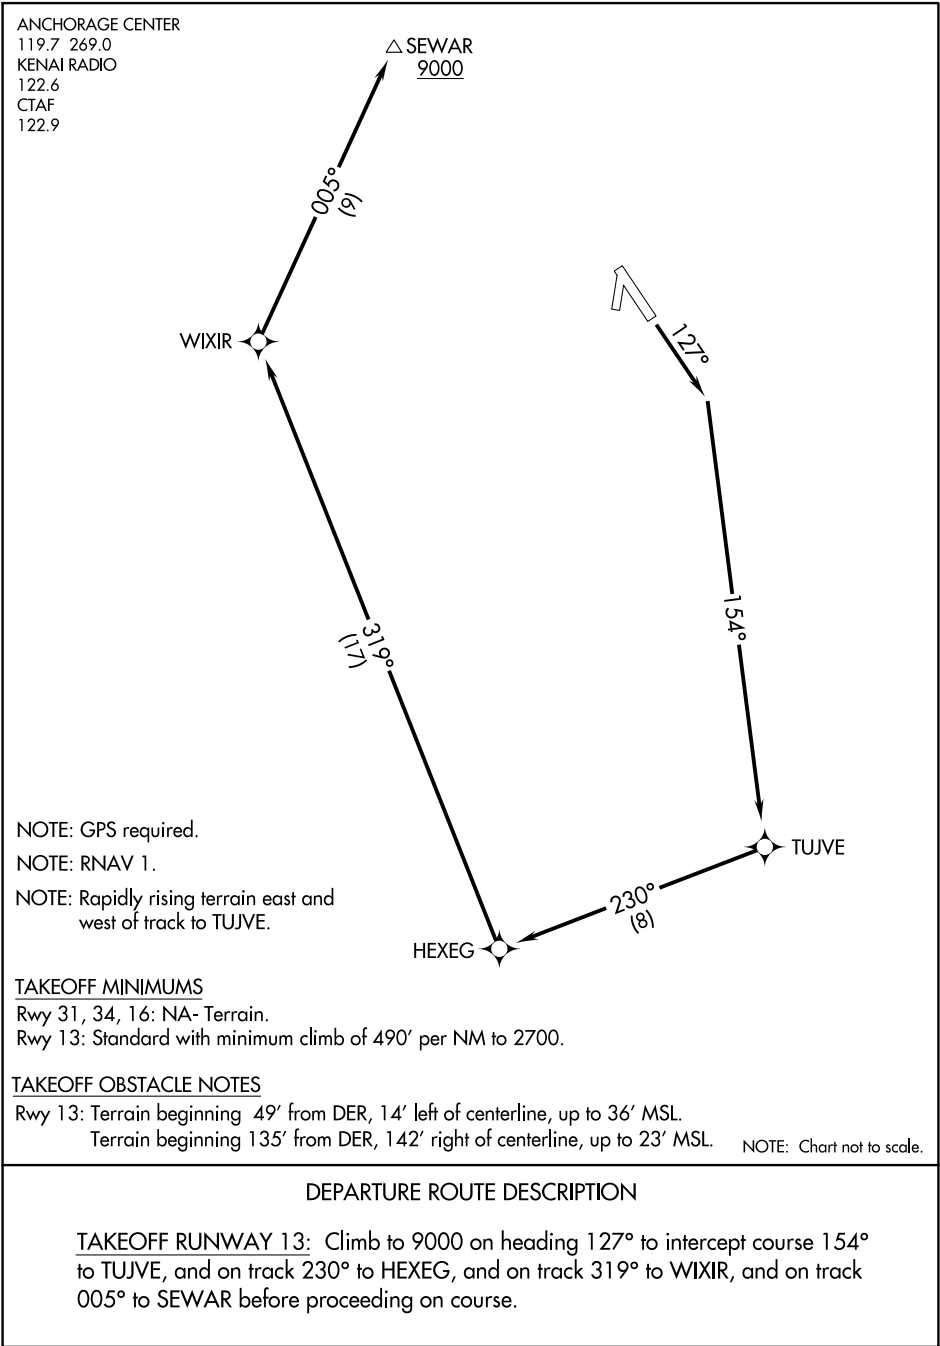 ANCHORAGE CENTER
119.7 269.0
KENAI RADIO
122.6
CTAF
122.9
SEWAR
9000
005°
(9)
WIXIR
127°
154°
319°
(17)
NOTE: GPS required.
NOTE: RNAV 1.
NOTE: Rapidly rising terrain east and
west of track to TUJVE.
TUJVE
230°
(8)
HEXEG
TAKEOFF MINIMUMS
Rwy 31, 34, 16: NA- Terrain.
Rwy 13: Standard with minimum climb of 490' per NM to 2700.
TAKEOFF OBSTACLE NOTES
Rwy 13: Terrain beginning 49' from DER, 14' left of centerline, up to 36' MSL.
Terrain beginning 135' from DER, 142' right of centerline, up to 23' MSL.
NOTE: Chart not to scale.
DEPARTURE ROUTE DESCRIPTION
TAKEOFF RUNWAY 13: Climb to 9000 on heading 127° to intercept course 154°
to TUJVE, and on track 230° to HEXEG, and on track 319° to WIXIR, and on track
005° to SEWAR before proceeding on course.